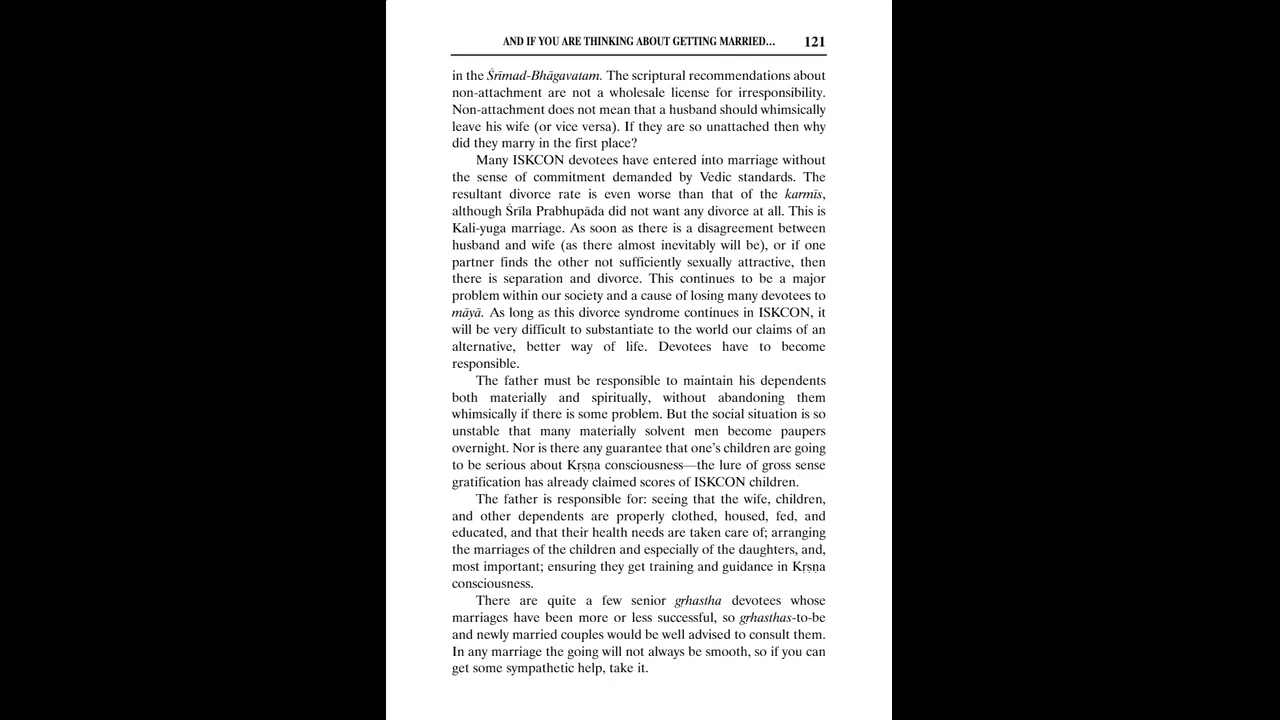 AND IF YOU ARE THINKING ABOUT GETTING MARRIED... 121
in the Śrīmad-Bhāgavatam. The scriptural recommendations about
non-attachment are not a wholesale license for irresponsibility.
Non-attachment does not mean that a husband should whimsically
leave his wife (or vice versa). If they are so unattached then why
did they marry in the first place?
Many ISKCON devotees have entered into marriage without
the sense of commitment demanded by Vedic standards. The
resultant divorce rate is even worse than that of the karmīs,
although Śrīla Prabhupāda did not want any divorce at all. This is
Kali-yuga marriage. As soon as there is a disagreement between
husband and wife (as there almost inevitably will be), or if one
partner finds the other not sufficiently sexually attractive, then
there is separation and divorce. This continues to be a major
problem within our society and a cause of losing many devotees to
māyā. As long as this divorce syndrome continues in ISKCON, it
will be very difficult to substantiate to the world our claims of an
alternative, better way of life. Devotees have to become
responsible.
The father must be responsible to maintain his dependents
both materially and spiritually, without abandoning them
whimsically if there is some problem. But the social situation is so
unstable that many materially solvent men become paupers
overnight. Nor is there any guarantee that one's children are going
to be serious about Kṛṣṇa consciousness—the lure of gross sense
gratification has already claimed scores of ISKCON children.
The father is responsible for: seeing that the wife, children,
and other dependents are properly clothed, housed, fed, and
educated, and that their health needs are taken care of; arranging
the marriages of the children and especially of the daughters, and,
most important; ensuring they get training and guidance in Kṛṣṇa
consciousness.
There are quite a few senior gṛhastha devotees whose
marriages have been more or less successful, so gṛhasthas-to-be
and newly married couples would be well advised to consult them.
In any marriage the going will not always be smooth, so if you can
get some sympathetic help, take it.